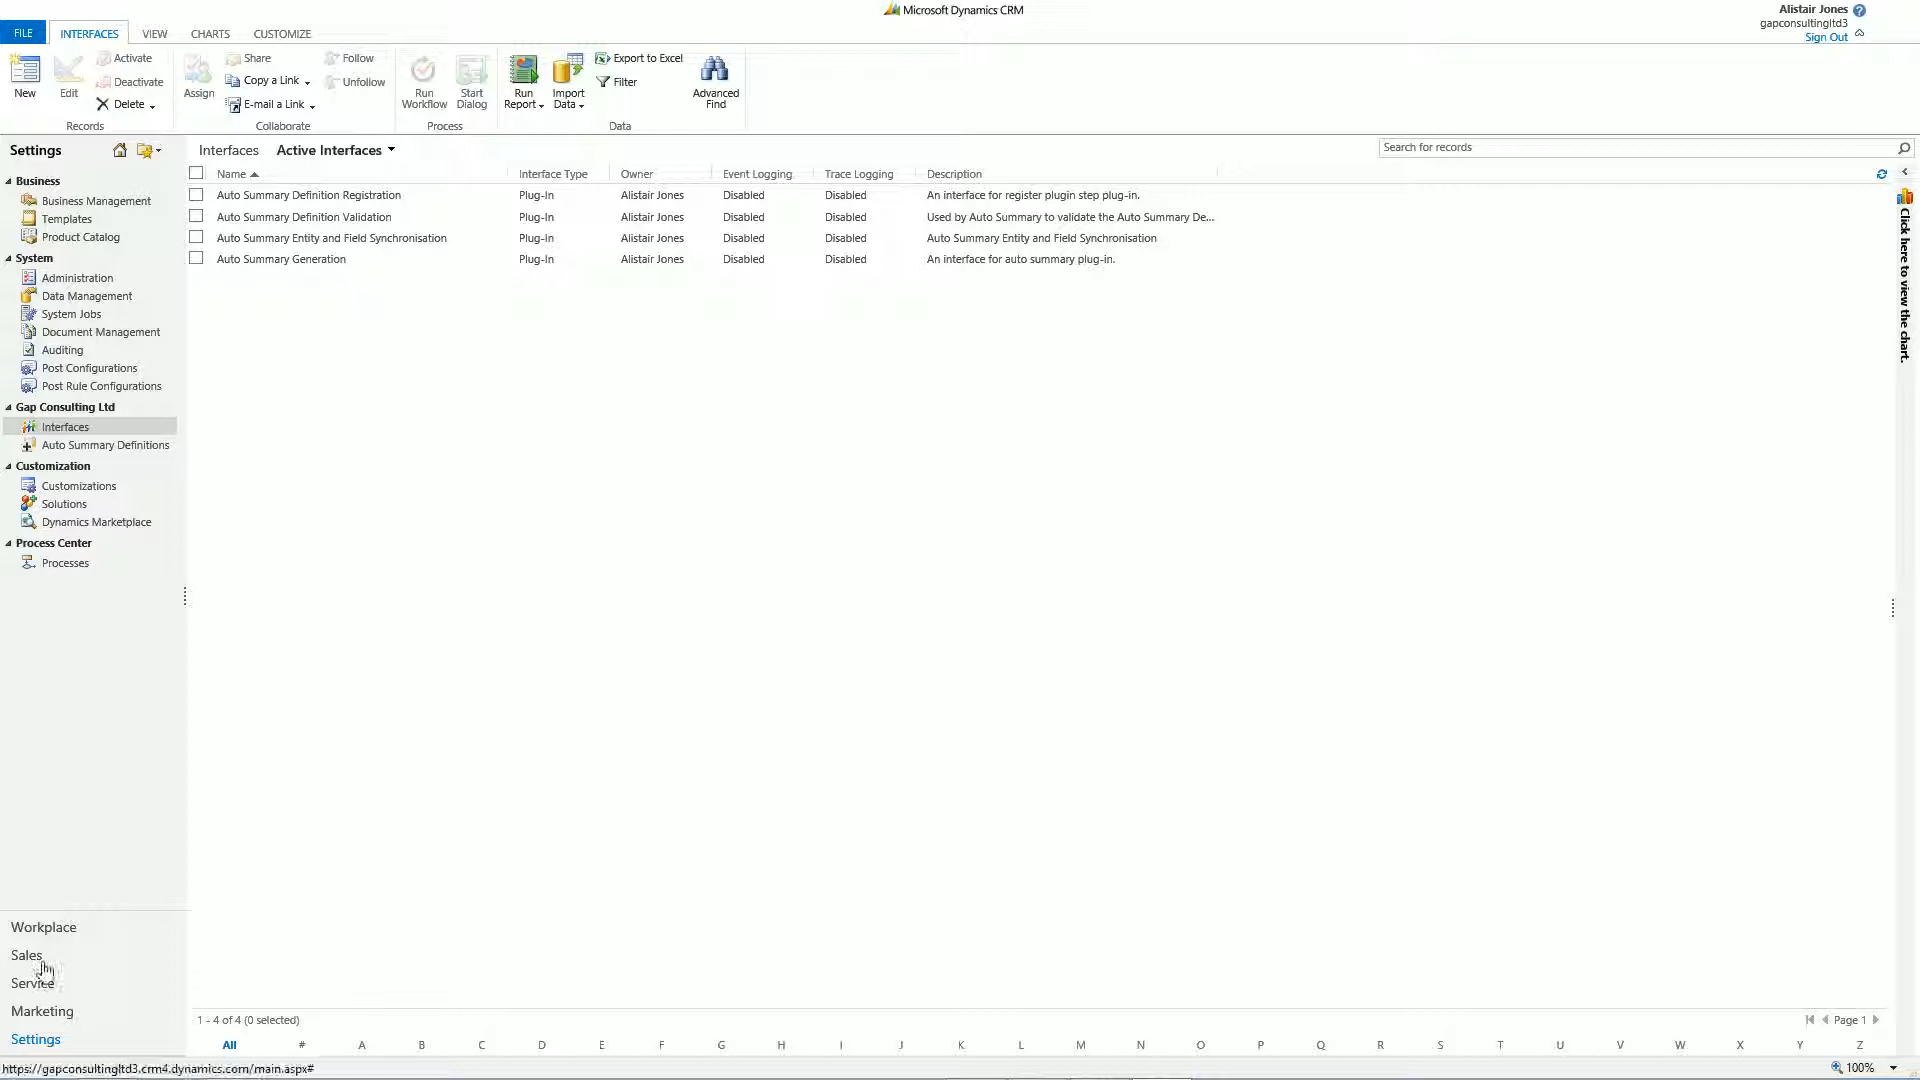 Microsoft Dynamics CRM
Alistair Jones
gapconsultingltd3
Sign Out
FILE
INTERFACES
VIEW
CHARTS
CUSTOMIZE
New
Edit
Activate
Deactivate
Delete
Records
Assign
Share
Copy a Link
E-mail a Link
Follow
Unfollow
Collaborate
Run Workflow
Start Dialog
Process
Run Report
Import Data
Export to Excel
Filter
Advanced Find
Data
Settings
Business
Business Management
Templates
Product Catalog
System
Administration
Data Management
System Jobs
Document Management
Auditing
Post Configurations
Post Rule Configurations
Gap Consulting Ltd
Interfaces
Auto Summary Definitions
Customization
Customizations
Solutions
Dynamics Marketplace
Process Center
Processes
Workplace
Sales
Service
Marketing
Settings
Interfaces Active Interfaces
Search for records
Name Interface Type Owner Event Logging Trace Logging Description
Auto Summary Definition Registration Plug-In Alistair Jones Disabled Disabled An interface for register plugin step plug-in.
Auto Summary Definition Validation Plug-In Alistair Jones Disabled Disabled Used by Auto Summary to validate the Auto Summary De...
Auto Summary Entity and Field Synchronisation Plug-In Alistair Jones Disabled Disabled Auto Summary Entity and Field Synchronisation
Auto Summary Generation Plug-In Alistair Jones Disabled Disabled An interface for auto summary plug-in.
Click here to view the chart.
1 - 4 of 4 (0 selected)
Page 1
All # A B C D E F G H I J K L M N O P Q R S T U V W X Y Z
https://gapconsultingltd3.crm4.dynamics.com/main.aspx#
100%